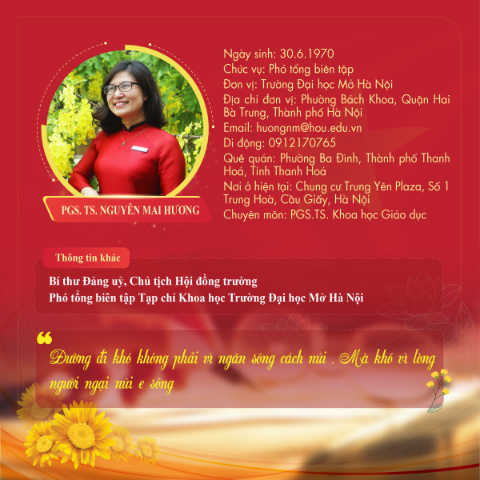 Ngày sinh: 30.6.1970
Chức vụ: Phó tổng biên tập
Đơn vị: Trường Đại học Mở Hà Nội
Địa chỉ đơn vị: Phường Bách Khoa, Quận Hai
Bà Trưng, Thành phố Hà Nội
Email: huongnm@hou.edu.vn
Di động: 0912170765
Quê quán: Phường Ba Đình, Thành phố Thanh
Hoá, Tỉnh Thanh Hoá
Nơi ở hiện tại: Chung cư Trung Yên Plaza, Số 1
Trung Hoà, Cầu Giấy, Hà Nội
Chuyên môn: PGS.TS. Khoa học Giáo dục
PGS. TS. NGUYỄN MAI HƯƠNG
Thông tin khác
Bí thư Đảng uỷ, Chủ tịch Hội đồng trường
Phó tổng biên tập Tạp chí Khoa học Trường Đại học Mở Hà Nội
“Đường đi khó không phải vì ngăn sông cách núi . Mà khó vì lòng
người ngại núi e sông